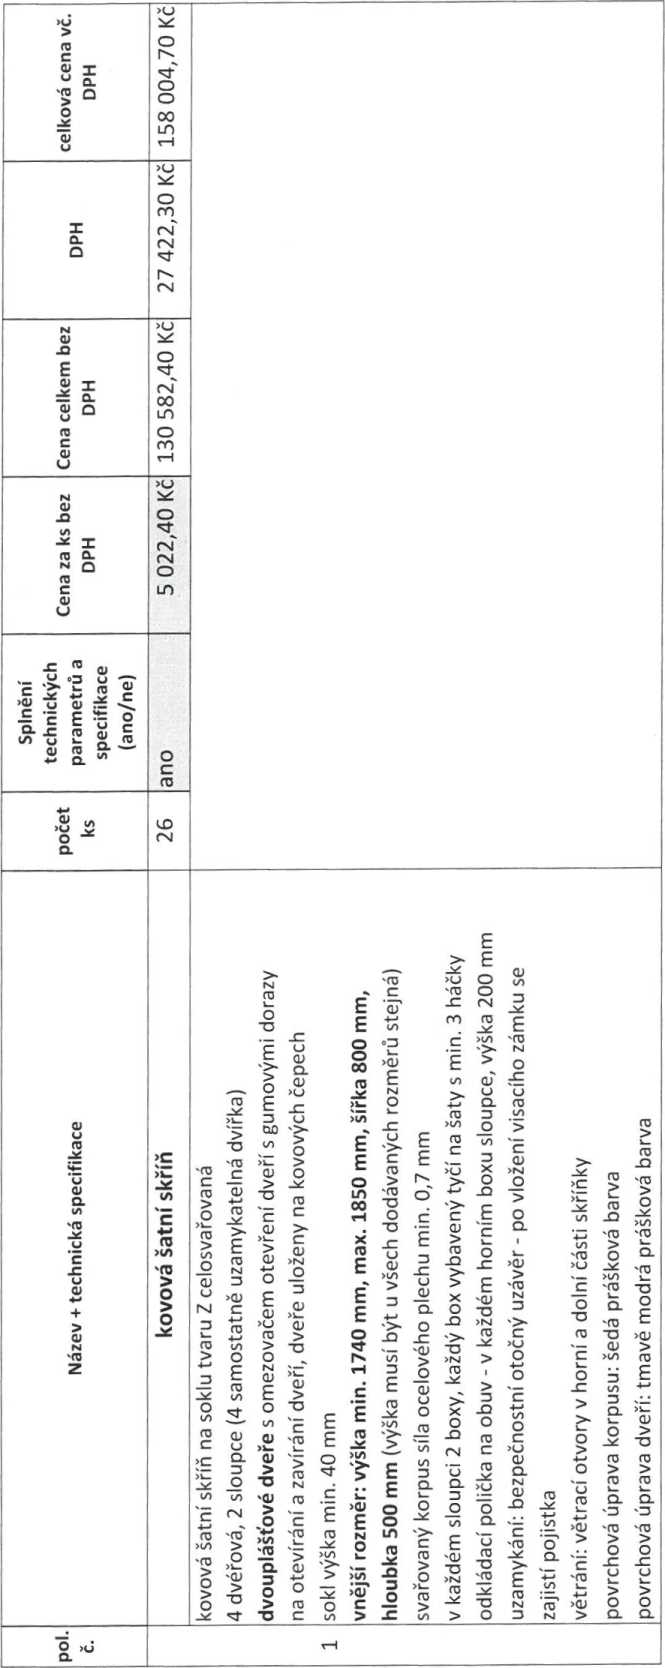 pol. č.
Název + technická specifikace
počet ks
Splnění technických parametrů a specifikace (ano/ne)
Cena za ks bez DPH
Cena celkem bez DPH
DPH
celková cena vč. DPH
1
kovová šatní skříň
26
ano
5 022,40 Kč
130 582,40 Kč
27 422,30 Kč
158 004,70 Kč
kovová šatní skříň na soklu tvaru Z celosvařovaná
4 dvéřová, 2 sloupce (4 samostatně uzamykatelná dvířka)
dvouplášťové dveře s omezovačem otevření dveří s gumovými dorazy
na otevírání a zavírání dveří, dveře uloženy na kovových čepech
sokl výška min. 40 mm
vnější rozměr: výška min. 1740 mm, max. 1850 mm, šířka 800 mm,
hloubka 500 mm (výška musí být u všech dodávaných rozměrů stejná)
svařovaný korpus síla ocelového plechu min. 0,7 mm
v každém sloupci 2 boxy, každý box vybavený tyčí na šaty s min. 3 háčky
odkládací polička na obuv - v každém horním boxu sloupce, výška 200 mm
uzamykání: bezpečnostní otočný uzávěr - po vložení visacího zámku se
zajistí pojistka
větrání: větrací otvory v horní a dolní části skříňky
povrchová úprava korpusu: šedá prášková barva
povrchová úprava dveří: tmavě modrá prášková barva